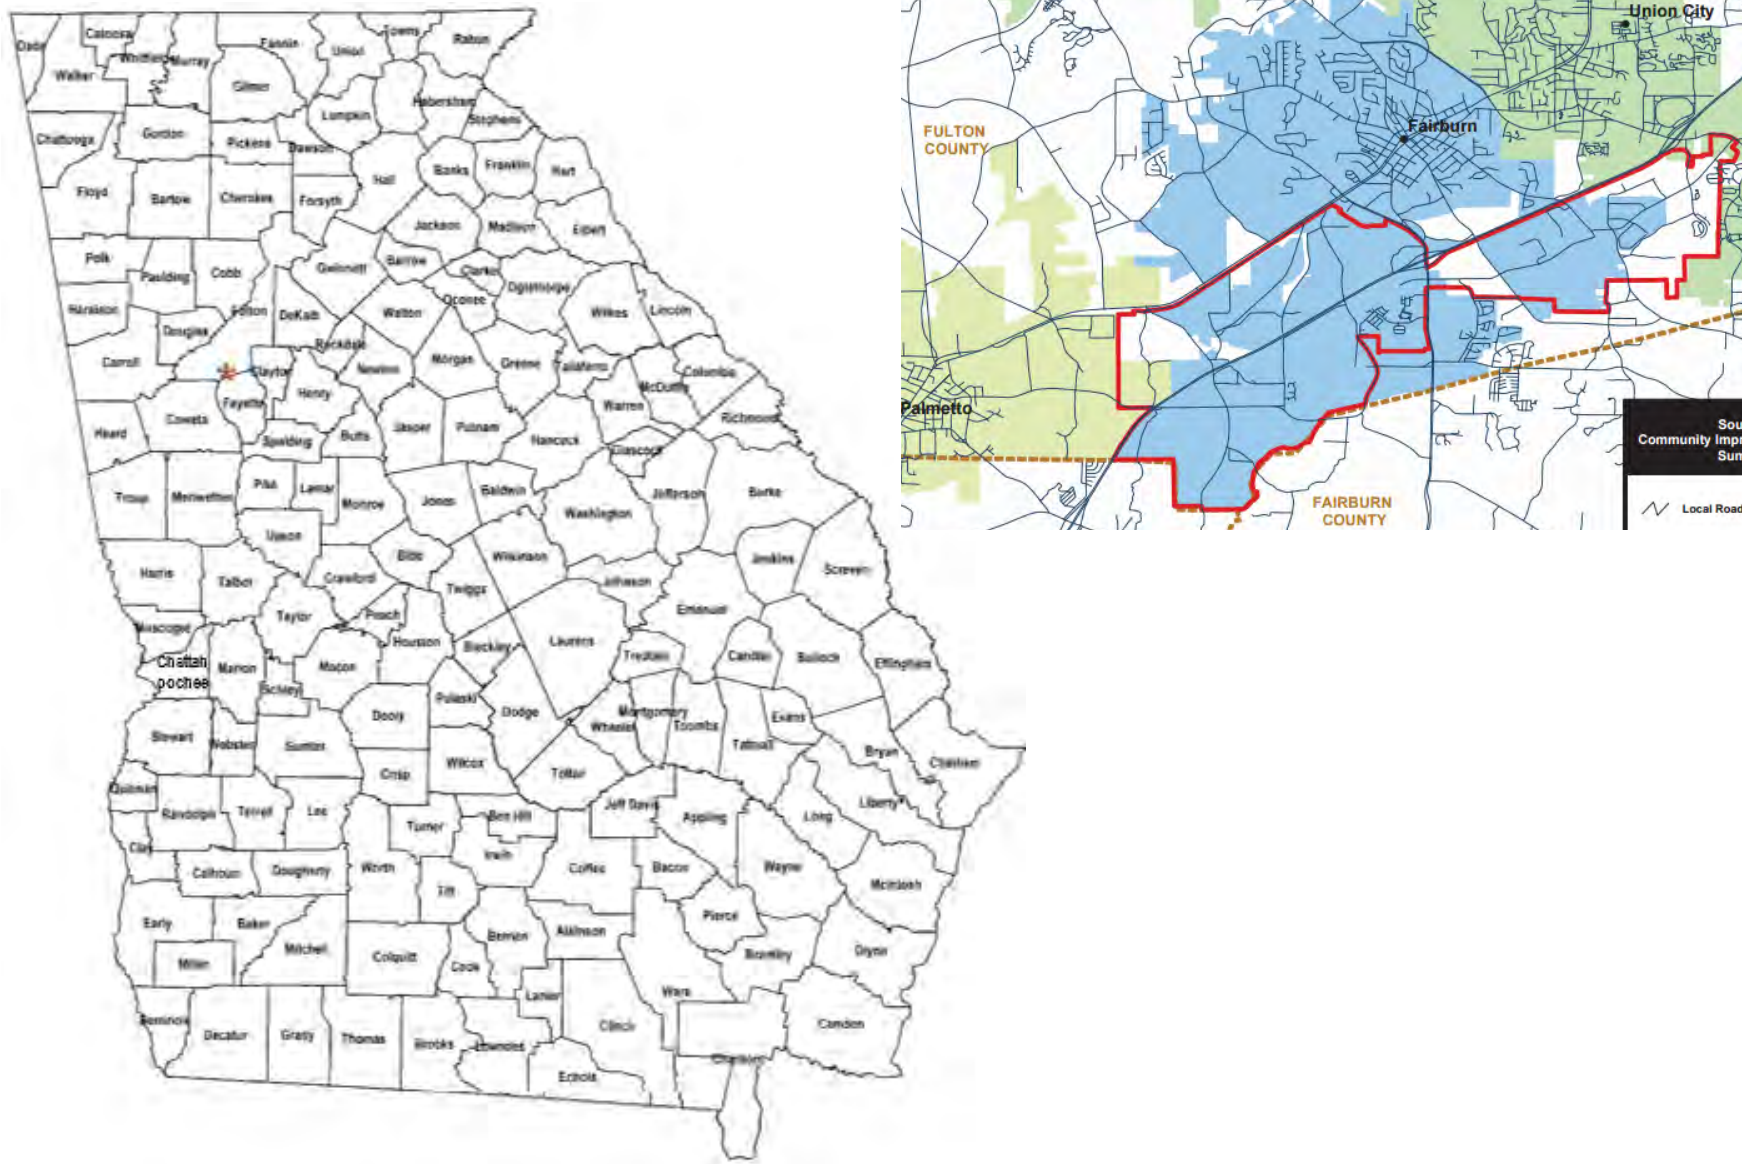 Dade
Catoosa
Whitfield
Murray
Fannin
Union
Towns
Rabun
Walker
Gilmer
Habersham
Lumpkin
Stephens
Chattooga
Gordon
Pickens
Dawson
Banks
Franklin
Hart
Hall
Floyd
Bartow
Cherokee
Forsyth
Jackson
Madison
Elbert
Polk
Paulding
Cobb
Gwinnett
Barrow
Clarke
Oglethorpe
Oconee
Haralson
Fulton
DeKalb
Walton
Wilkes
Lincoln
Douglas
Rockdale
Carroll
Clayton
Newton
Morgan
Greene
Taliaferro
Columbia
McDuffie
Henry
Fayette
Warren
Richmond
Coweta
Heard
Spalding
Butts
Jasper
Putnam
Hancock
Glascock
Troup
Meriwether
Pike
Lamar
Monroe
Jones
Baldwin
Jefferson
Burke
Washington
Upson
Bibb
Wilkinson
Jenkins
Screven
Harris
Talbot
Crawford
Twiggs
Johnson
Emanuel
Taylor
Peach
Muscogee
Houston
Bleckley
Laurens
Treutlen
Candler
Bulloch
Effingham
Chattah
oochee
Marion
Macon
Schley
Pulaski
Dooly
Dodge
Montgomery
Wheeler
Toombs
Evans
Tattnall
Stewart
Webster
Sumter
Bryan
Chatham
Crisp
Wilcox
Telfair
Quitman
Randolph
Terrell
Lee
Turner
Ben Hill
Jeff Davis
Appling
Long
Liberty
Clay
Calhoun
Dougherty
Worth
Tift
Irwin
Coffee
Bacon
Wayne
McIntosh
Early
Baker
Mitchell
Miller
Colquitt
Cook
Berrien
Atkinson
Pierce
Brantley
Glynn
Lanier
Ware
Seminole
Decatur
Grady
Thomas
Brooks
Lowndes
Clinch
Echols
Charlton
Camden
Union City
Fairburn
FULTON
COUNTY
Palmetto
FAIRBURN
COUNTY
Sou
Community Impr
Sum
Local Road